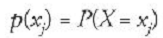 p(xⱼ) = P(X = xⱼ)